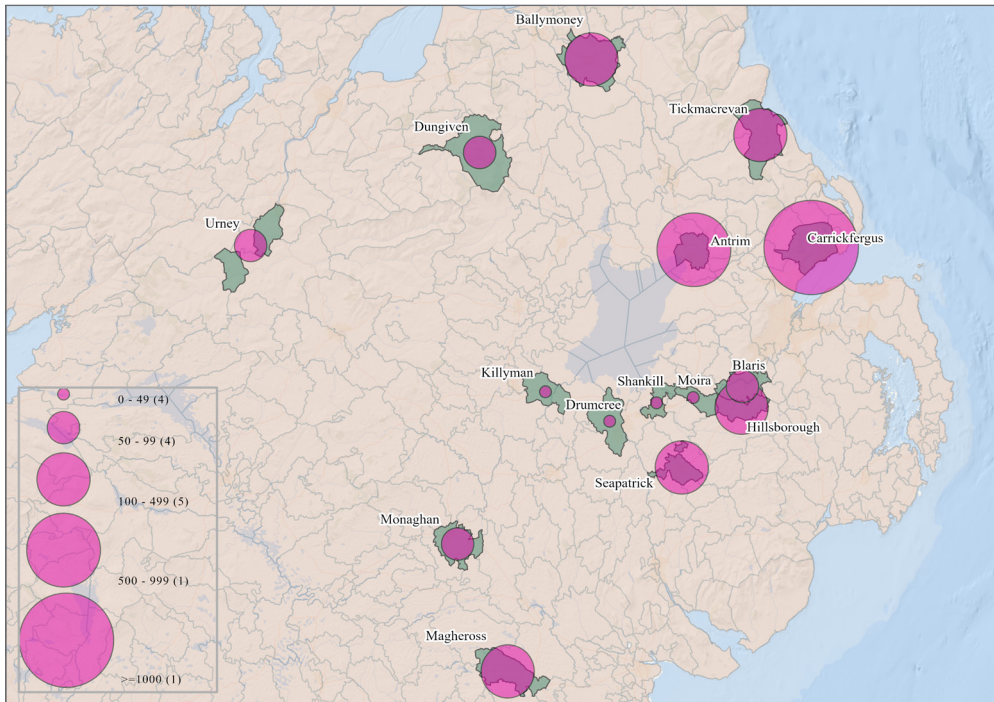 Ballymoney
Tickmacrevan
Dungiven
Urney
Antrim
Carrickfergus
Killyman
Shankill
Moira
Blaris
Drumcree
Hillsborough
Seapatrick
Monaghan
Magheross
0 - 49 (4)
50 - 99 (4)
100 - 499 (5)
500 - 999 (1)
>=1000 (1)